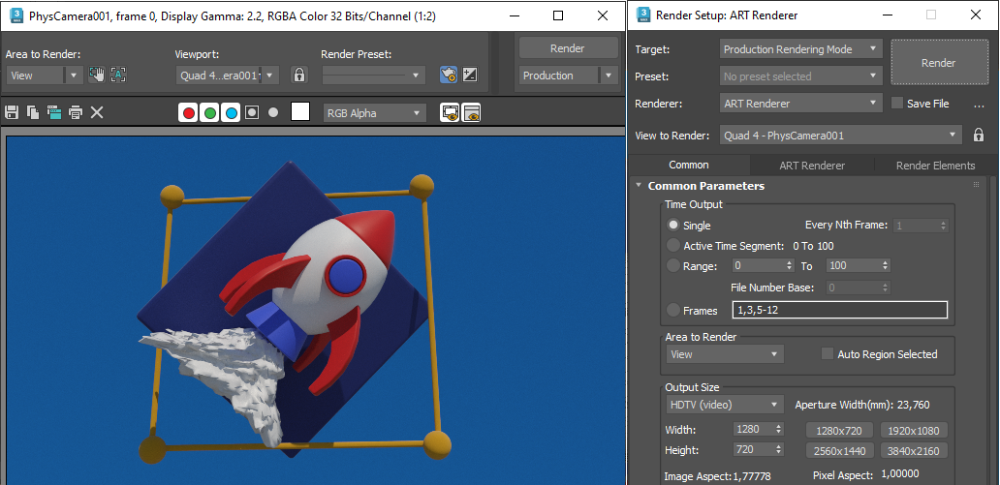 PhysCamera001, frame 0, Display Gamma: 2.2, RGBA Color 32 Bits/Channel (1:2)
Area to Render:
Viewport:
Render Preset:
Render
View
Quad 4...era001
Production
RGB Alpha
Render Setup: ART Renderer
Target:
Production Rendering Mode
Render
Preset:
No preset selected
Renderer:
ART Renderer
Save File
...
View to Render:
Quad 4 - PhysCamera001
Common
ART Renderer
Render Elements
Common Parameters
Time Output
Single
Every Nth Frame:
1
Active Time Segment:
0 To 100
Range:
0
To
100
File Number Base:
0
Frames
1,3,5-12
Area to Render
View
Auto Region Selected
Output Size
HDTV (video)
Aperture Width(mm): 23,760
Width:
1280
1280x720
1920x1080
Height:
720
2560x1440
3840x2160
Image Aspect:1,77778
Pixel Aspect:
1,00000